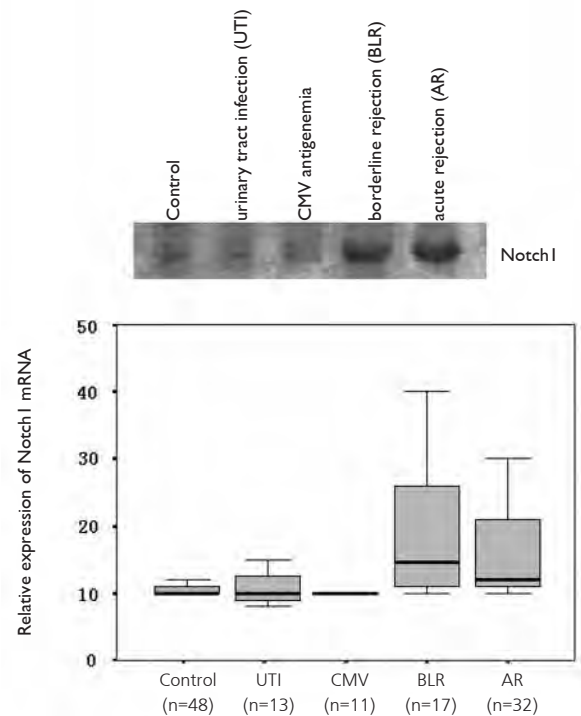 Control
urinary tract infection (UTI)
CMV antigenemia
borderline rejection (BLR)
acute rejection (AR)
Notch1
Relative expression of Notch1 mRNA
50
40
30
20
10
0
Control UTI CMV BLR AR
(n=48) (n=13) (n=11) (n=17) (n=32)